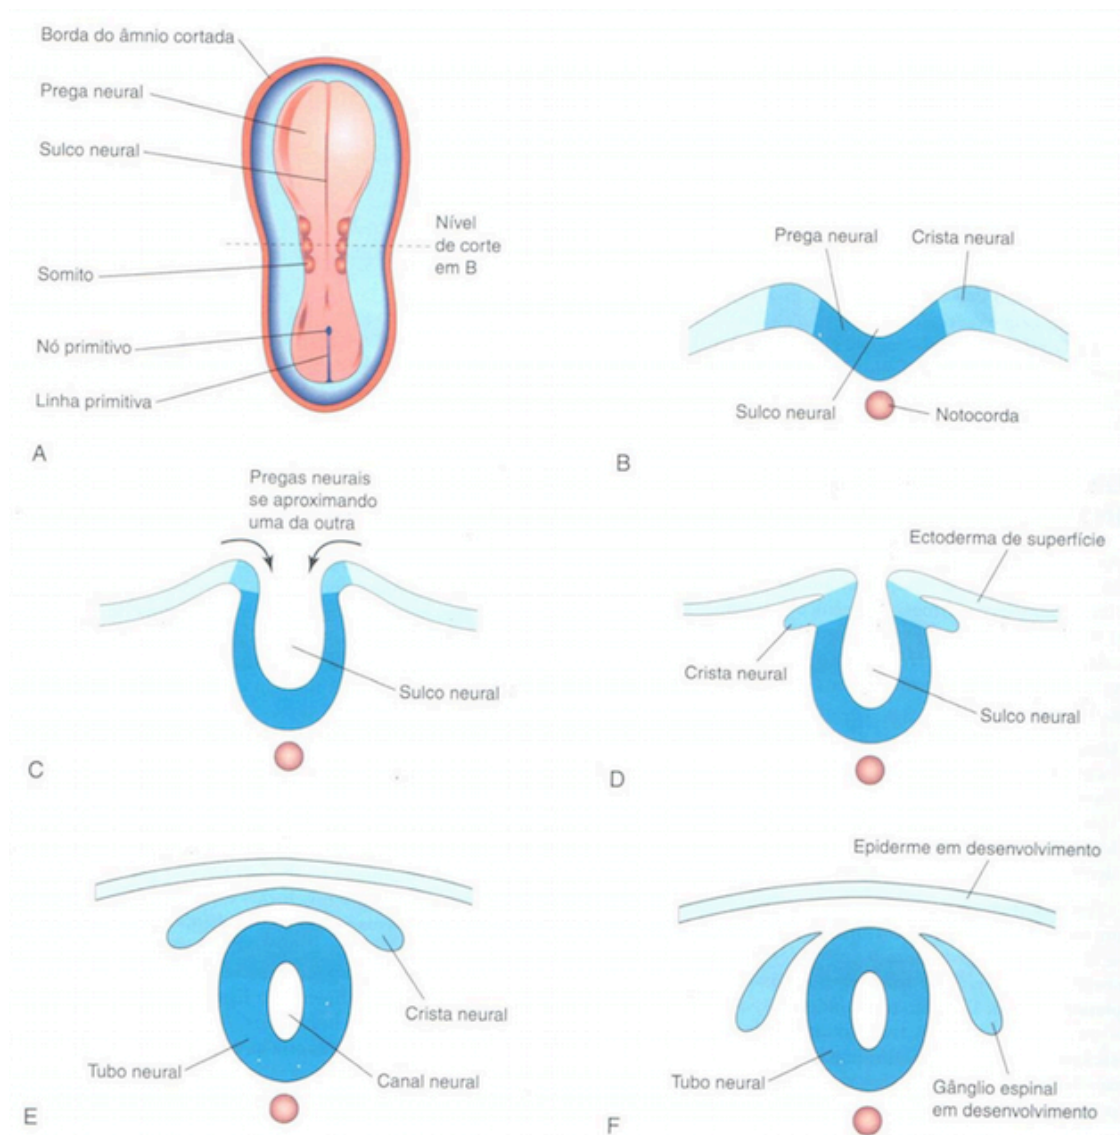 Borda do âmnio cortada
Prega neural
Sulco neural
Nível
de corte
em B
Somito
Nó primitivo
Linha primitiva
A
Prega neural
Crista neural
Sulco neural
Notocorda
B
Pregas neurais
se aproximando
uma da outra
Sulco neural
C
Ectoderma de superfície
Crista neural
Sulco neural
D
Crista neural
Tubo neural
Canal neural
E
Epiderme em desenvolvimento
Tubo neural
Gânglio espinal
em desenvolvimento
F